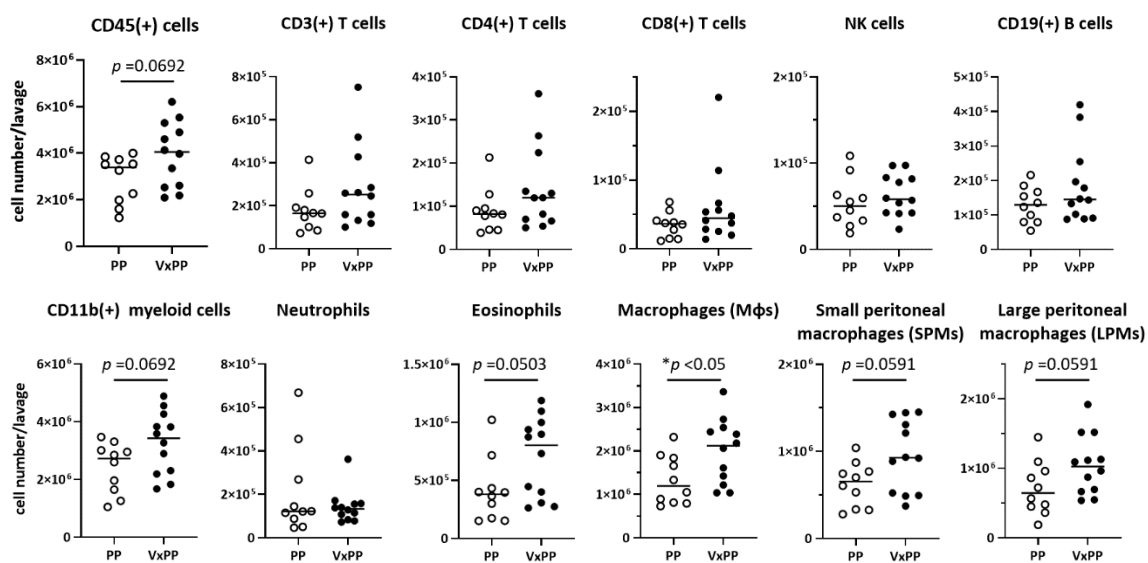 CD45(+) cells
CD3(+) T cells
CD4(+) T cells
CD8(+) T cells
NK cells
CD19(+) B cells
cell number/lavage
8×10⁶
6×10⁶
4×10⁶
2×10⁶
0
p =0.0692
PP
VxPP
8×10⁵
6×10⁵
4×10⁵
2×10⁵
0
PP
VxPP
4×10⁵
3×10⁵
2×10⁵
1×10⁵
0
PP
VxPP
2×10⁵
1×10⁵
0
PP
VxPP
2×10⁵
1×10⁵
0
PP
VxPP
5×10⁵
4×10⁵
3×10⁵
2×10⁵
1×10⁵
0
PP
VxPP
CD11b(+) myeloid cells
Neutrophils
Eosinophils
Macrophages (Mϕs)
Small peritoneal
macrophages (SPMs)
Large peritoneal
macrophages (LPMs)
cell number/lavage
6×10⁶
4×10⁶
2×10⁶
0
p =0.0692
PP
VxPP
8×10⁵
6×10⁵
4×10⁵
2×10⁵
0
PP
VxPP
1.5×10⁶
1.0×10⁶
5.0×10⁵
0
p =0.0503
PP
VxPP
4×10⁶
3×10⁶
2×10⁶
1×10⁶
0
*p <0.05
PP
VxPP
2×10⁶
2×10⁶
1×10⁶
5×10⁵
0
p =0.0591
PP
VxPP
2×10⁶
1×10⁶
0
p =0.0591
PP
VxPP